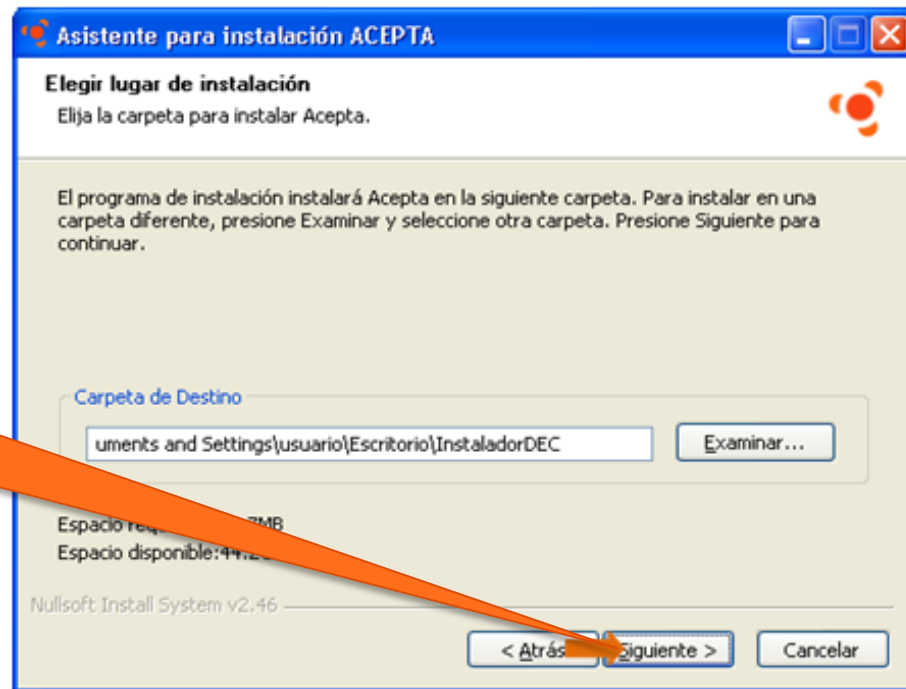 Asistente para instalación ACEPTA
Elegir lugar de instalación
Elija la carpeta para instalar Acepta.
El programa de instalación instalará Acepta en la siguiente carpeta. Para instalar en una
carpeta diferente, presione Examinar y seleccione otra carpeta. Presione Siguiente para
continuar.
Carpeta de Destino
uments and Settings\usuario\Escritorio\InstaladorDEC
Examinar...
Espacio
Espacio disponible:
Nullsoft Install System v2.46
< Atrás
Siguiente >
Cancelar